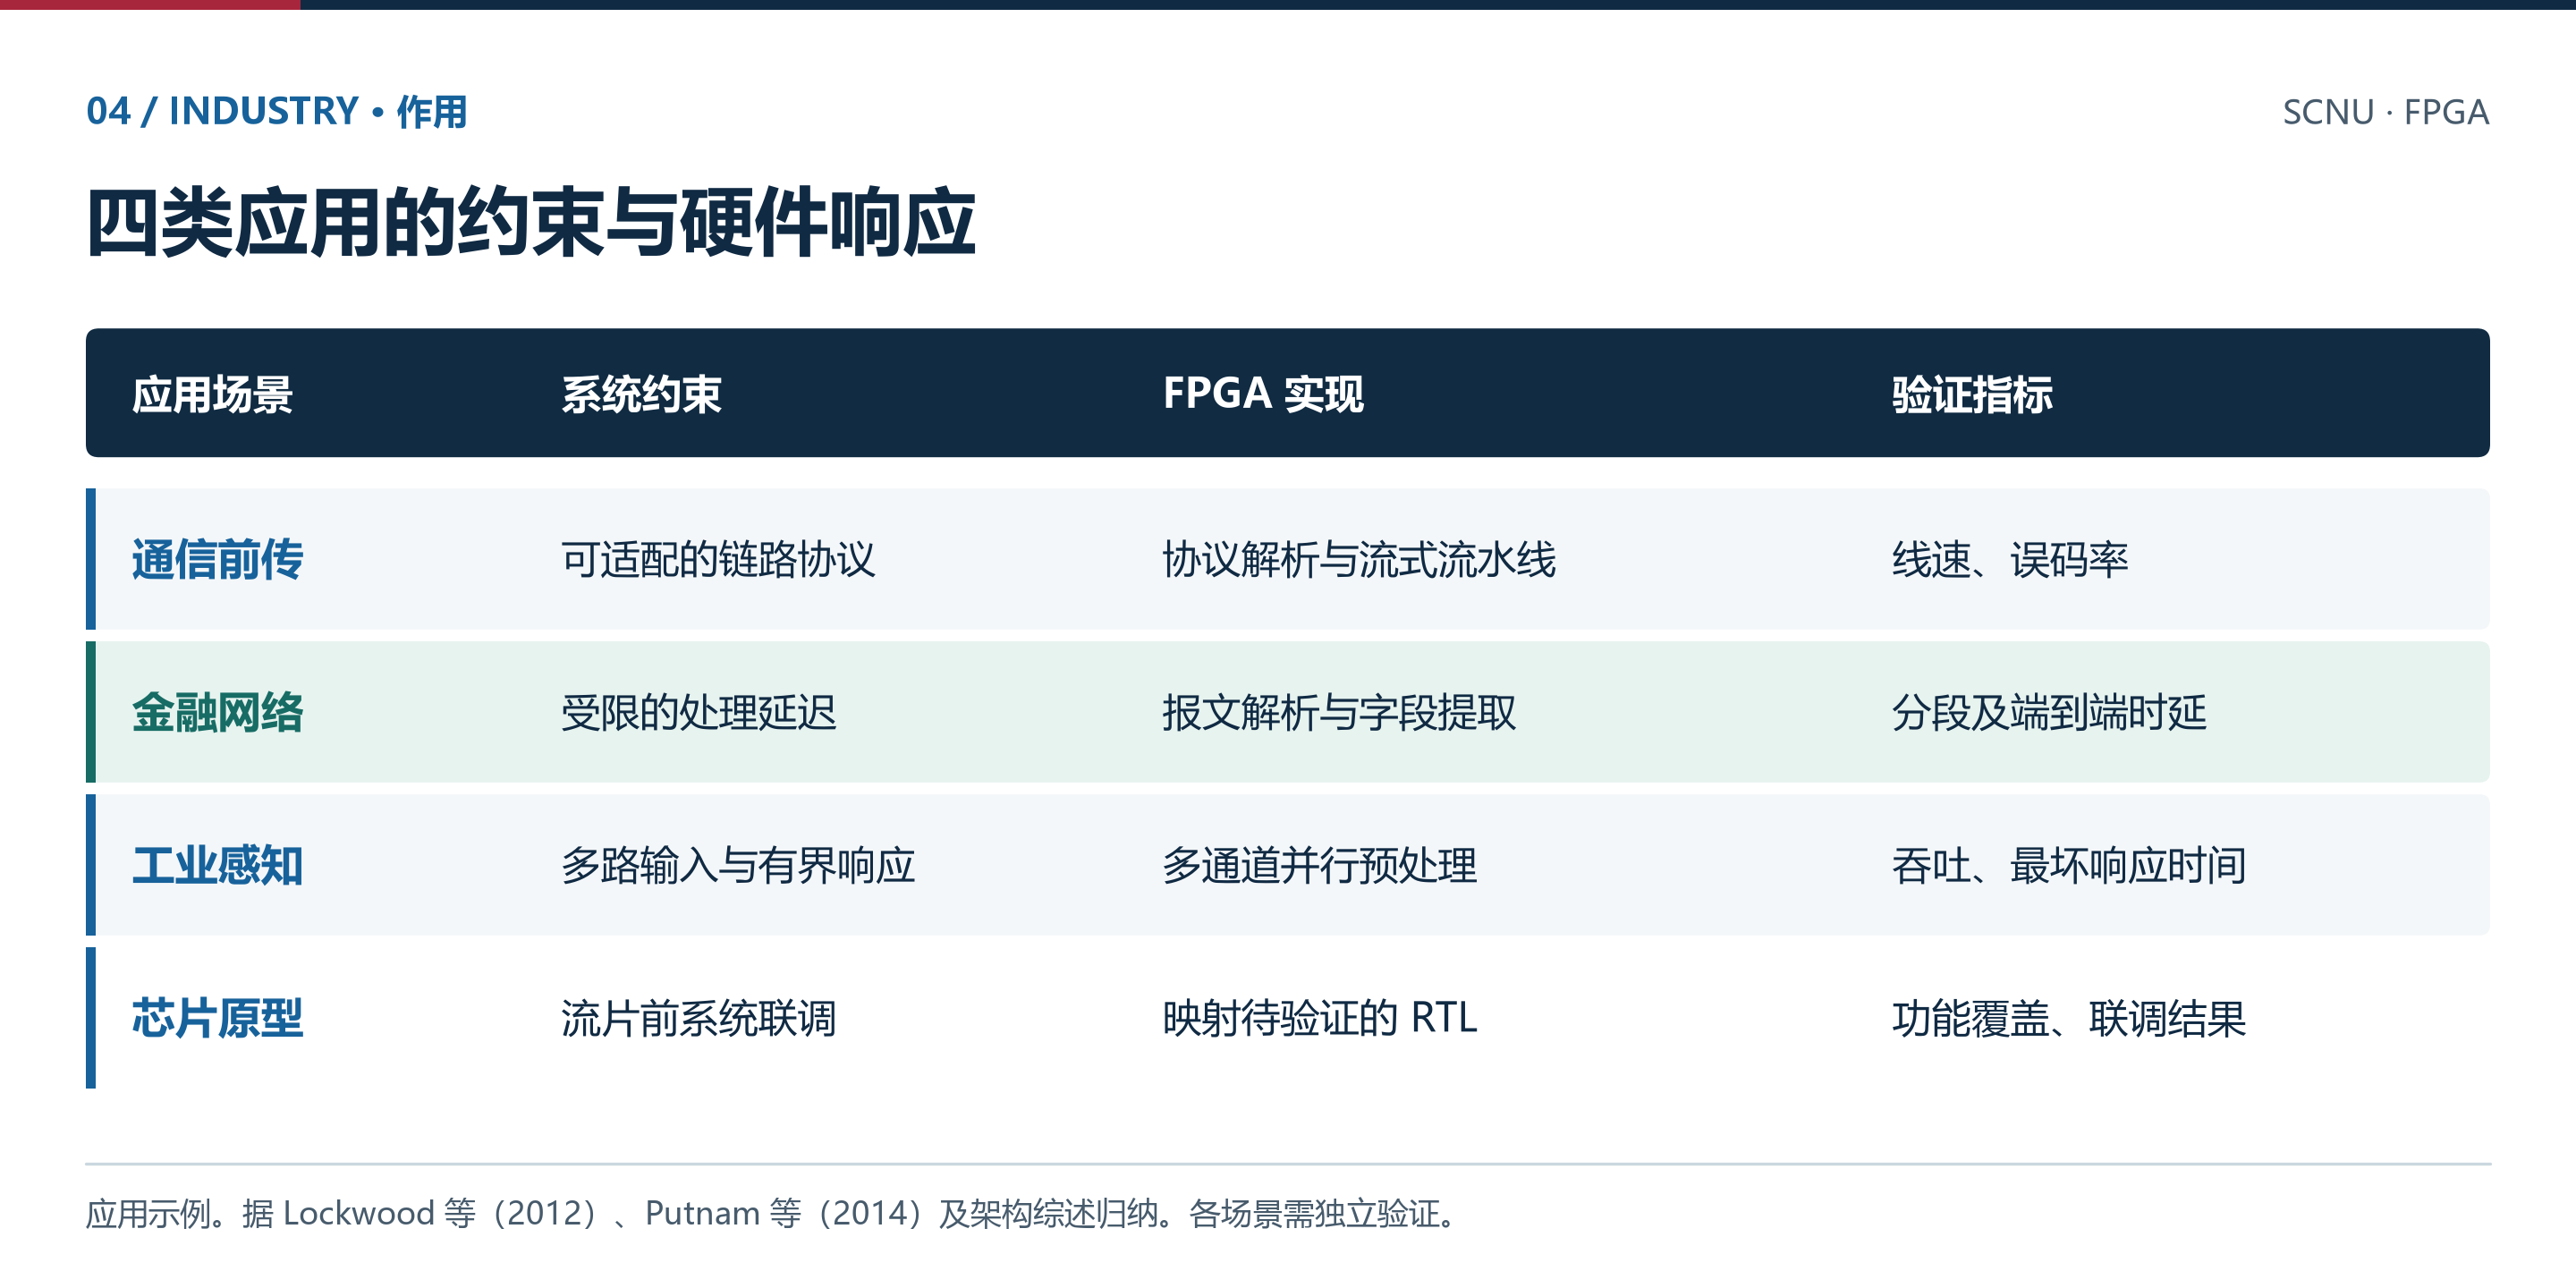 04 / INDUSTRY • 作用
SCNU · FPGA
四类应用的约束与硬件响应
应用场景 系统约束 FPGA 实现 验证指标
通信前传 可适配的链路协议 协议解析与流式流水线 线速、误码率
金融网络 受限的处理延迟 报文解析与字段提取 分段及端到端时延
工业感知 多路输入与有界响应 多通道并行预处理 吞吐、最坏响应时间
芯片原型 流片前系统联调 映射待验证的 RTL 功能覆盖、联调结果
应用示例。据 Lockwood 等（2012）、Putnam 等（2014）及架构综述归纳。各场景需独立验证。